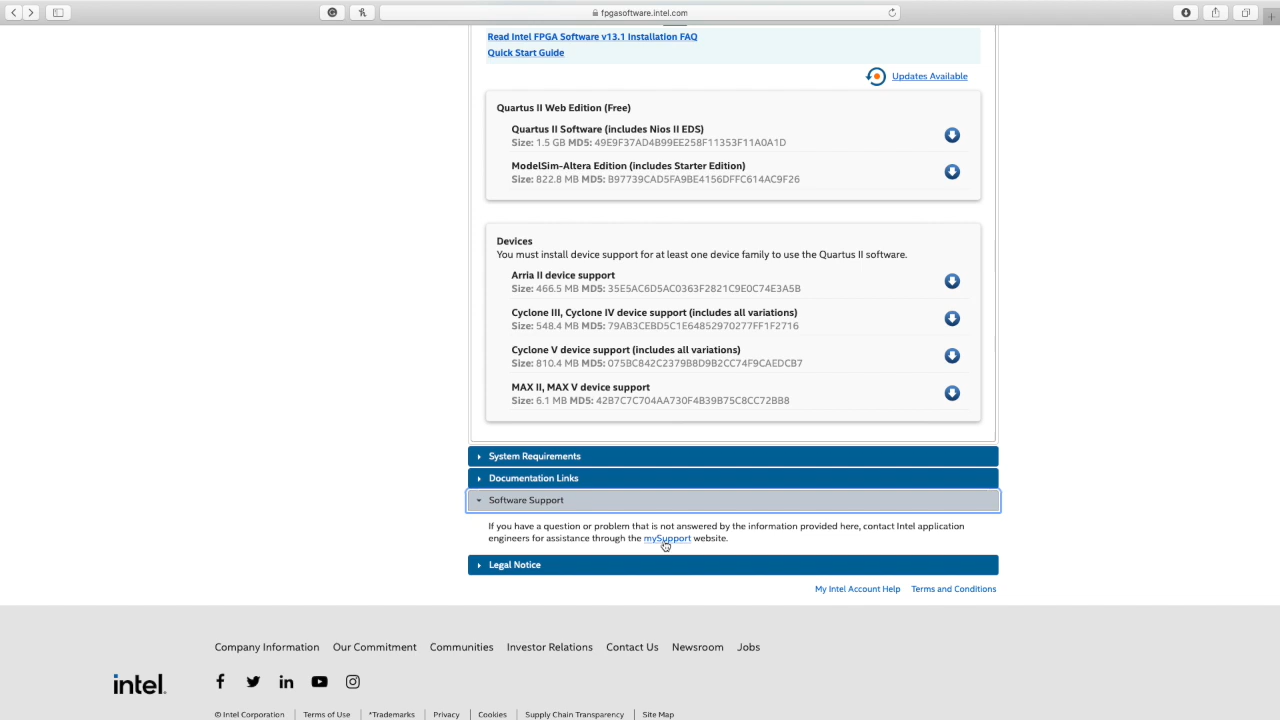 fpgasoftware.intel.com
Read Intel FPGA Software v13.1 Installation FAQ
Quick Start Guide
Updates Available
Quartus II Web Edition (Free)
Quartus II Software (includes Nios II EDS)
Size: 1.5 GB MD5: 49E9F37AD4B99EE258F11353F11A0A1D
ModelSim-Altera Edition (includes Starter Edition)
Size: 822.8 MB MD5: B97739CAD5FA9BE4156DFFC614AC9F26
Devices
You must install device support for at least one device family to use the Quartus II software.
Arria II device support
Size: 466.5 MB MD5: 35E5AC6D5AC0363F2821C9E0C74E3A5B
Cyclone III, Cyclone IV device support (includes all variations)
Size: 548.4 MB MD5: 79AB3CEBD5C1E64852970277FF1F2716
Cyclone V device support (includes all variations)
Size: 810.4 MB MD5: 075BC842C2379B8D9B2CC74F9CAEDCB7
MAX II, MAX V device support
Size: 6.1 MB MD5: 42B7C7C704AA730F4B39B75C8CC72BB8
System Requirements
Documentation Links
Software Support
If you have a question or problem that is not answered by the information provided here, contact Intel application
engineers for assistance through the mySupport website.
Legal Notice
My Intel Account Help Terms and Conditions
Company Information Our Commitment Communities Investor Relations Contact Us Newsroom Jobs
intel.
© Intel Corporation | Terms of Use | *Trademarks | Privacy | Cookies | Supply Chain Transparency | Site Map